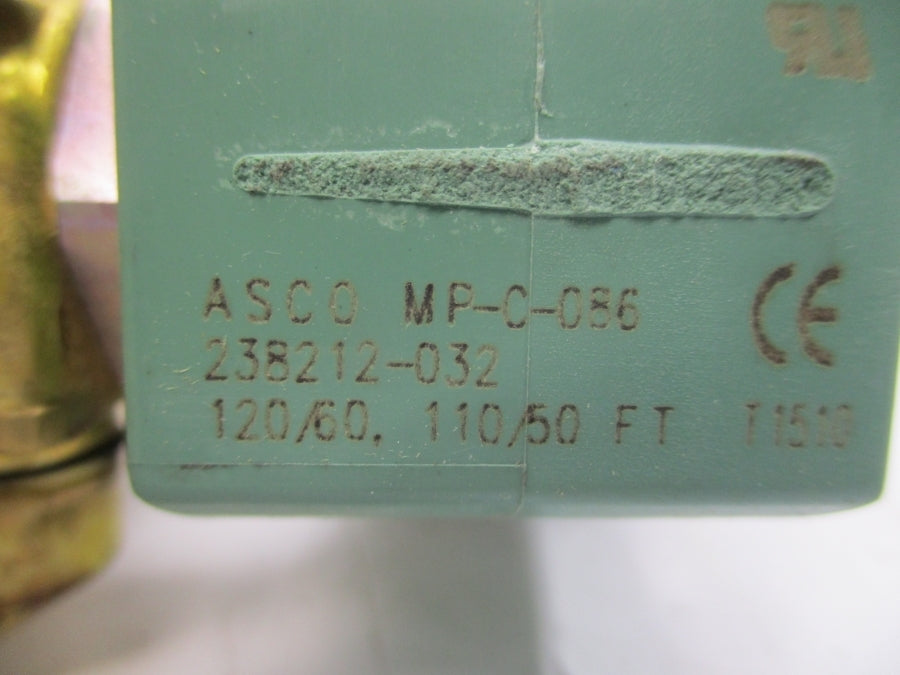 ASCO MP-C-086
238212-032
120/60, 110/50 FT T1510
CE